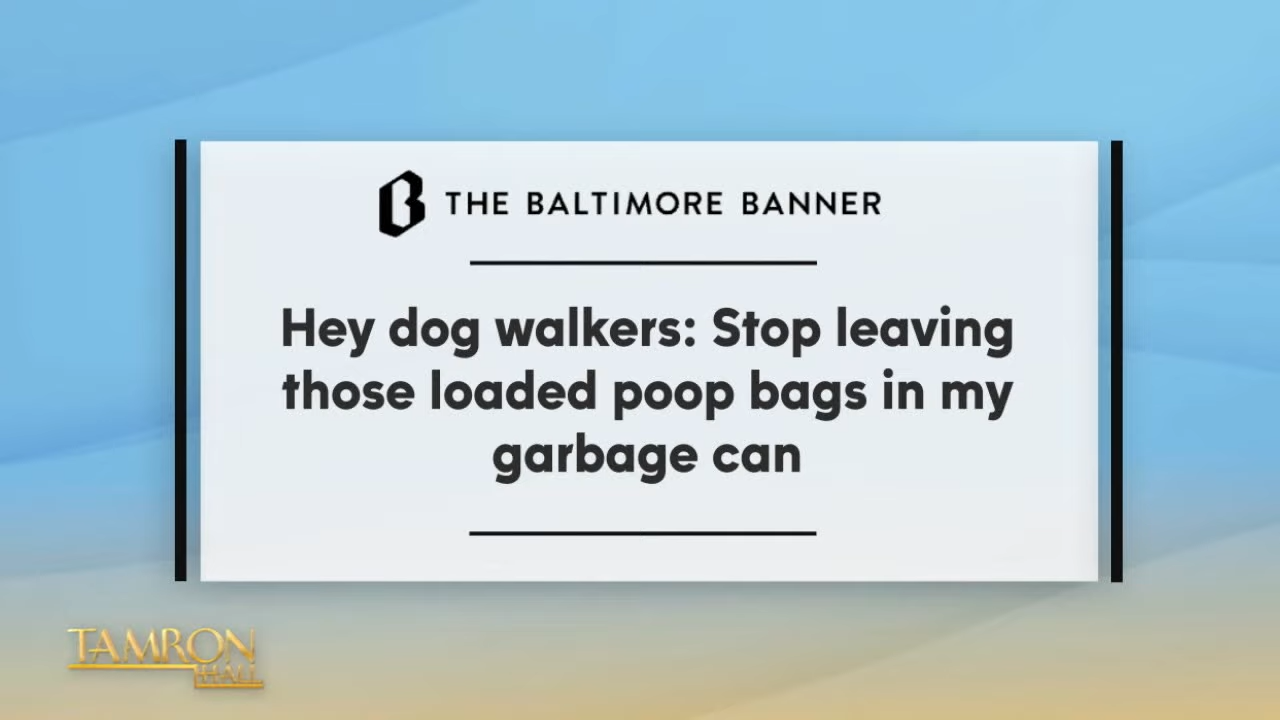 THE BALTIMORE BANNER
Hey dog walkers: Stop leaving
those loaded poop bags in my
garbage can
TAMRON
HALL